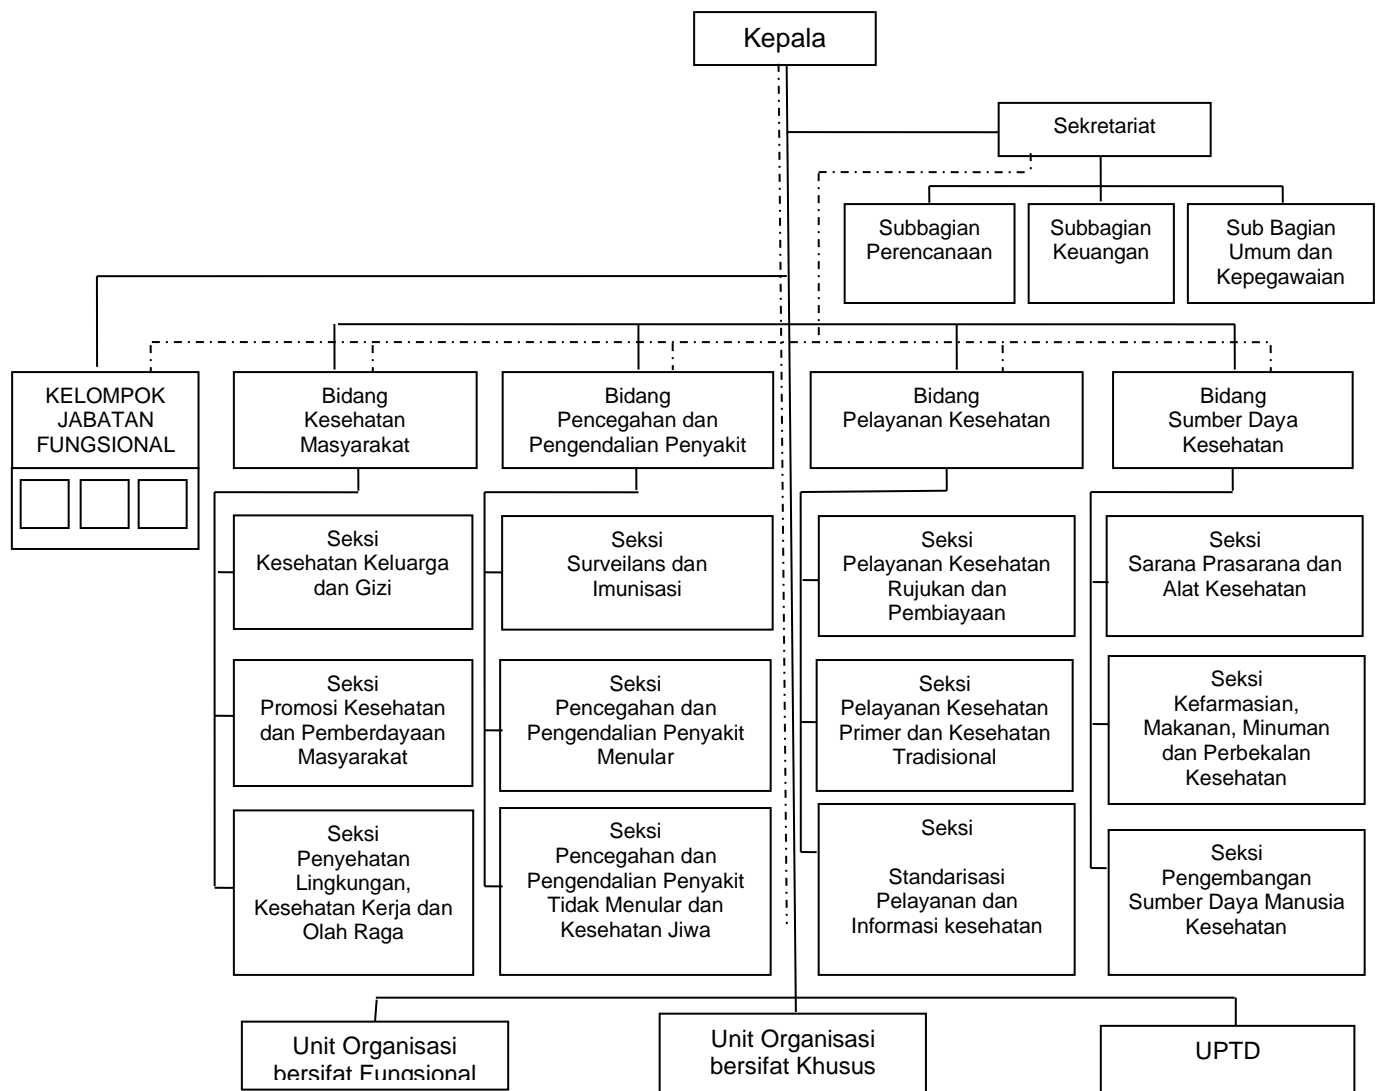 Kepala
Sekretariat
Subbagian
Perencanaan
Subbagian
Keuangan
Sub Bagian
Umum dan
Kepegawaian
KELOMPOK
JABATAN
FUNGSIONAL
Bidang
Kesehatan
Masyarakat
Bidang
Pencegahan dan
Pengendalian Penyakit
Bidang
Pelayanan Kesehatan
Bidang
Sumber Daya
Kesehatan
Seksi
Kesehatan Keluarga
dan Gizi
Seksi
Surveilans dan
Imunisasi
Seksi
Pelayanan Kesehatan
Rujukan dan
Pembiayaan
Seksi
Sarana Prasarana dan
Alat Kesehatan
Seksi
Promosi Kesehatan
dan Pemberdayaan
Masyarakat
Seksi
Pencegahan dan
Pengendalian Penyakit
Menular
Seksi
Pelayanan Kesehatan
Primer dan Kesehatan
Tradisional
Seksi
Kefarmasian,
Makanan, Minuman
dan Perbekalan
Kesehatan
Seksi
Penyehatan
Lingkungan,
Kesehatan Kerja dan
Olah Raga
Seksi
Pencegahan dan
Pengendalian Penyakit
Tidak Menular dan
Kesehatan Jiwa
Seksi
Standarisasi
Pelayanan dan
Informasi kesehatan
Seksi
Pengembangan
Sumber Daya Manusia
Kesehatan
Unit Organisasi
bersifat Fungsional
Unit Organisasi
bersifat Khusus
UPTD